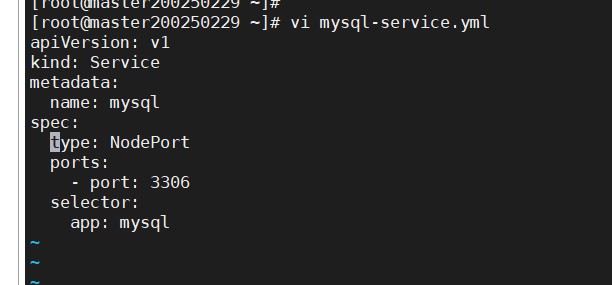 [root@master200250229 ~]#
[root@master200250229 ~]# vi mysql-service.yml
apiVersion: v1
kind: Service
metadata:
  name: mysql
spec:
  type: NodePort
  ports:
    - port: 3306
  selector:
    app: mysql
~
~
~